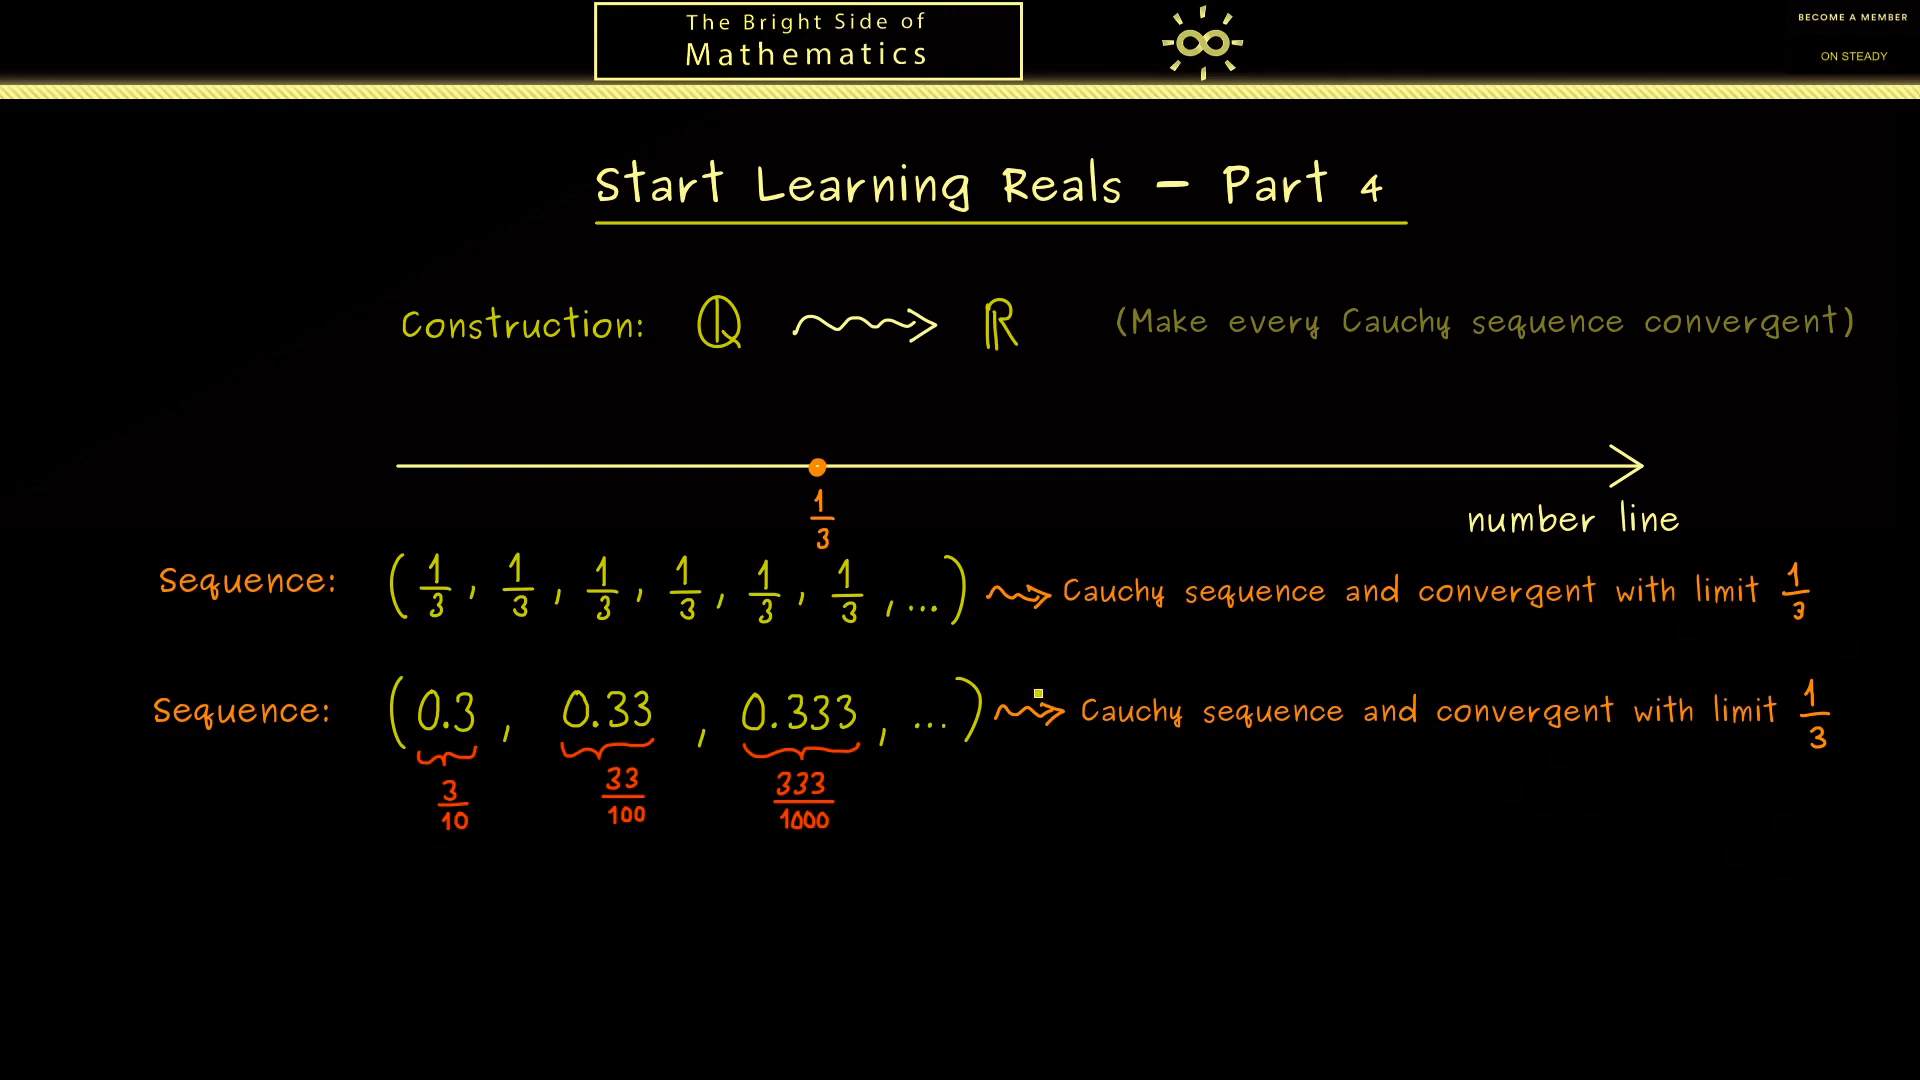 The Bright Side of
Mathematics
BECOME A MEMBER
ON STEADY
Start Learning Reals – Part 4
Construction: ℚ ⇝ ℝ (Make every Cauchy sequence convergent)
1/3
number line
Sequence: (1/3, 1/3, 1/3, 1/3, 1/3, 1/3, ...) ⇝ Cauchy sequence and convergent with limit 1/3
Sequence: (0.3, 0.33, 0.333, ...) ⇝ Cauchy sequence and convergent with limit 1/3
3/10 33/100 333/1000